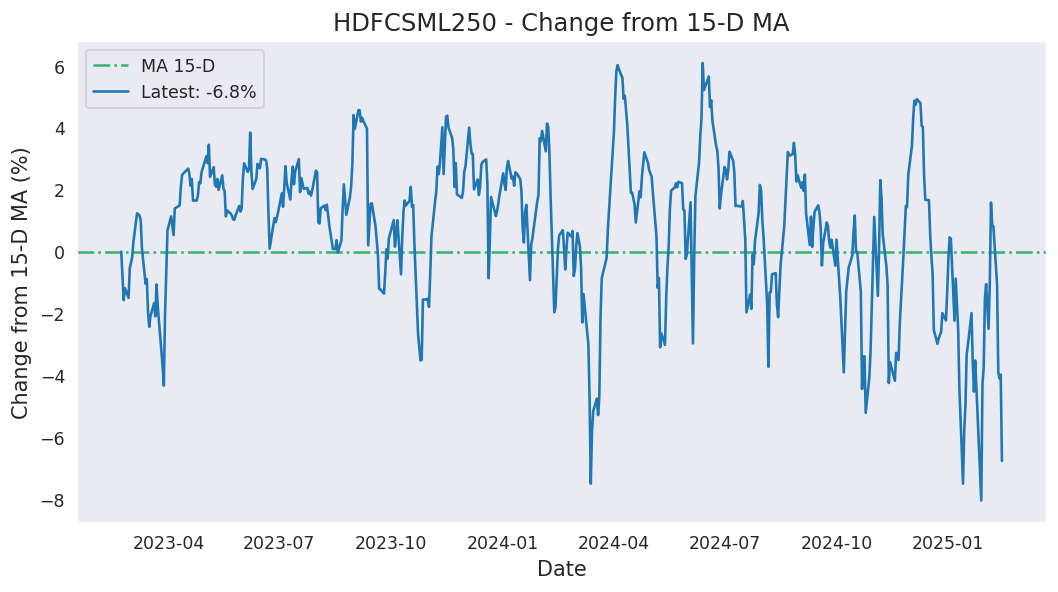 HDFCSML250 - Change from 15-D MA
MA 15-D
Latest: -6.8%
Change from 15-D MA (%)
6
4
2
0
−2
−4
−6
−8
2023-04 2023-07 2023-10 2024-01 2024-04 2024-07 2024-10 2025-01
Date